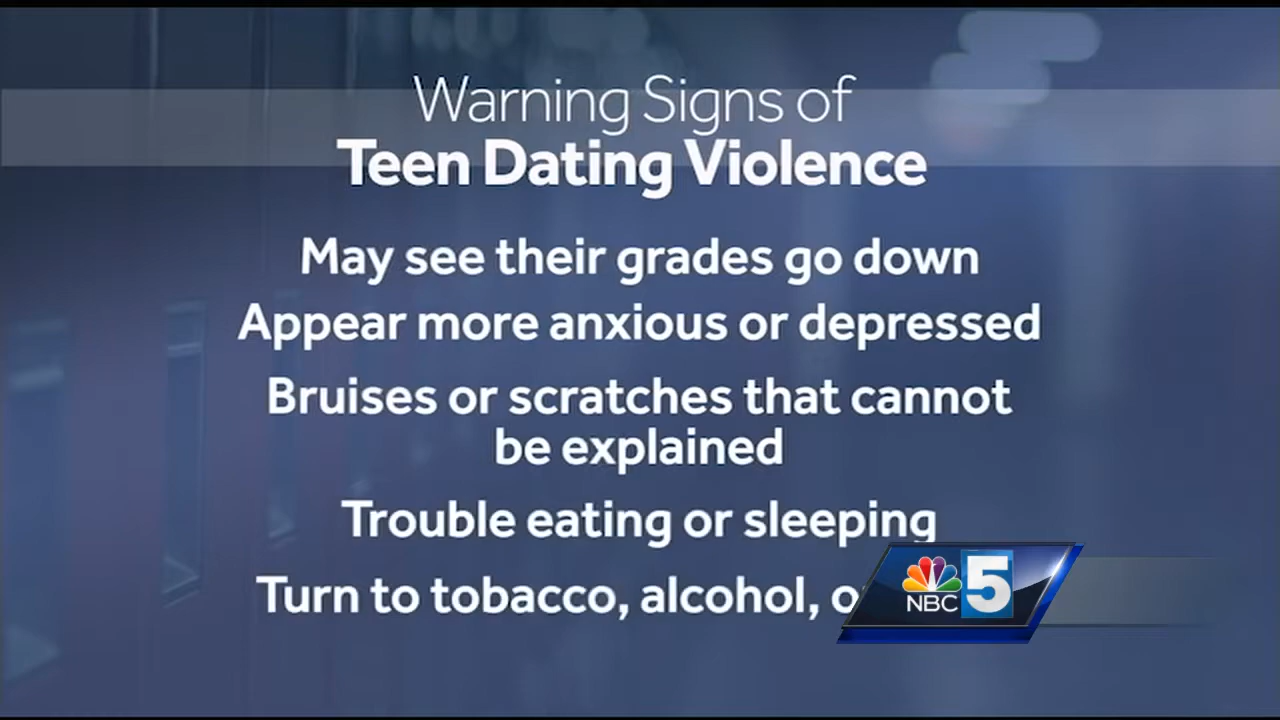 Warning Signs of
Teen Dating Violence
May see their grades go down
Appear more anxious or depressed
Bruises or scratches that cannot
be explained
Trouble eating or sleeping
Turn to tobacco, alcohol,
NBC 5